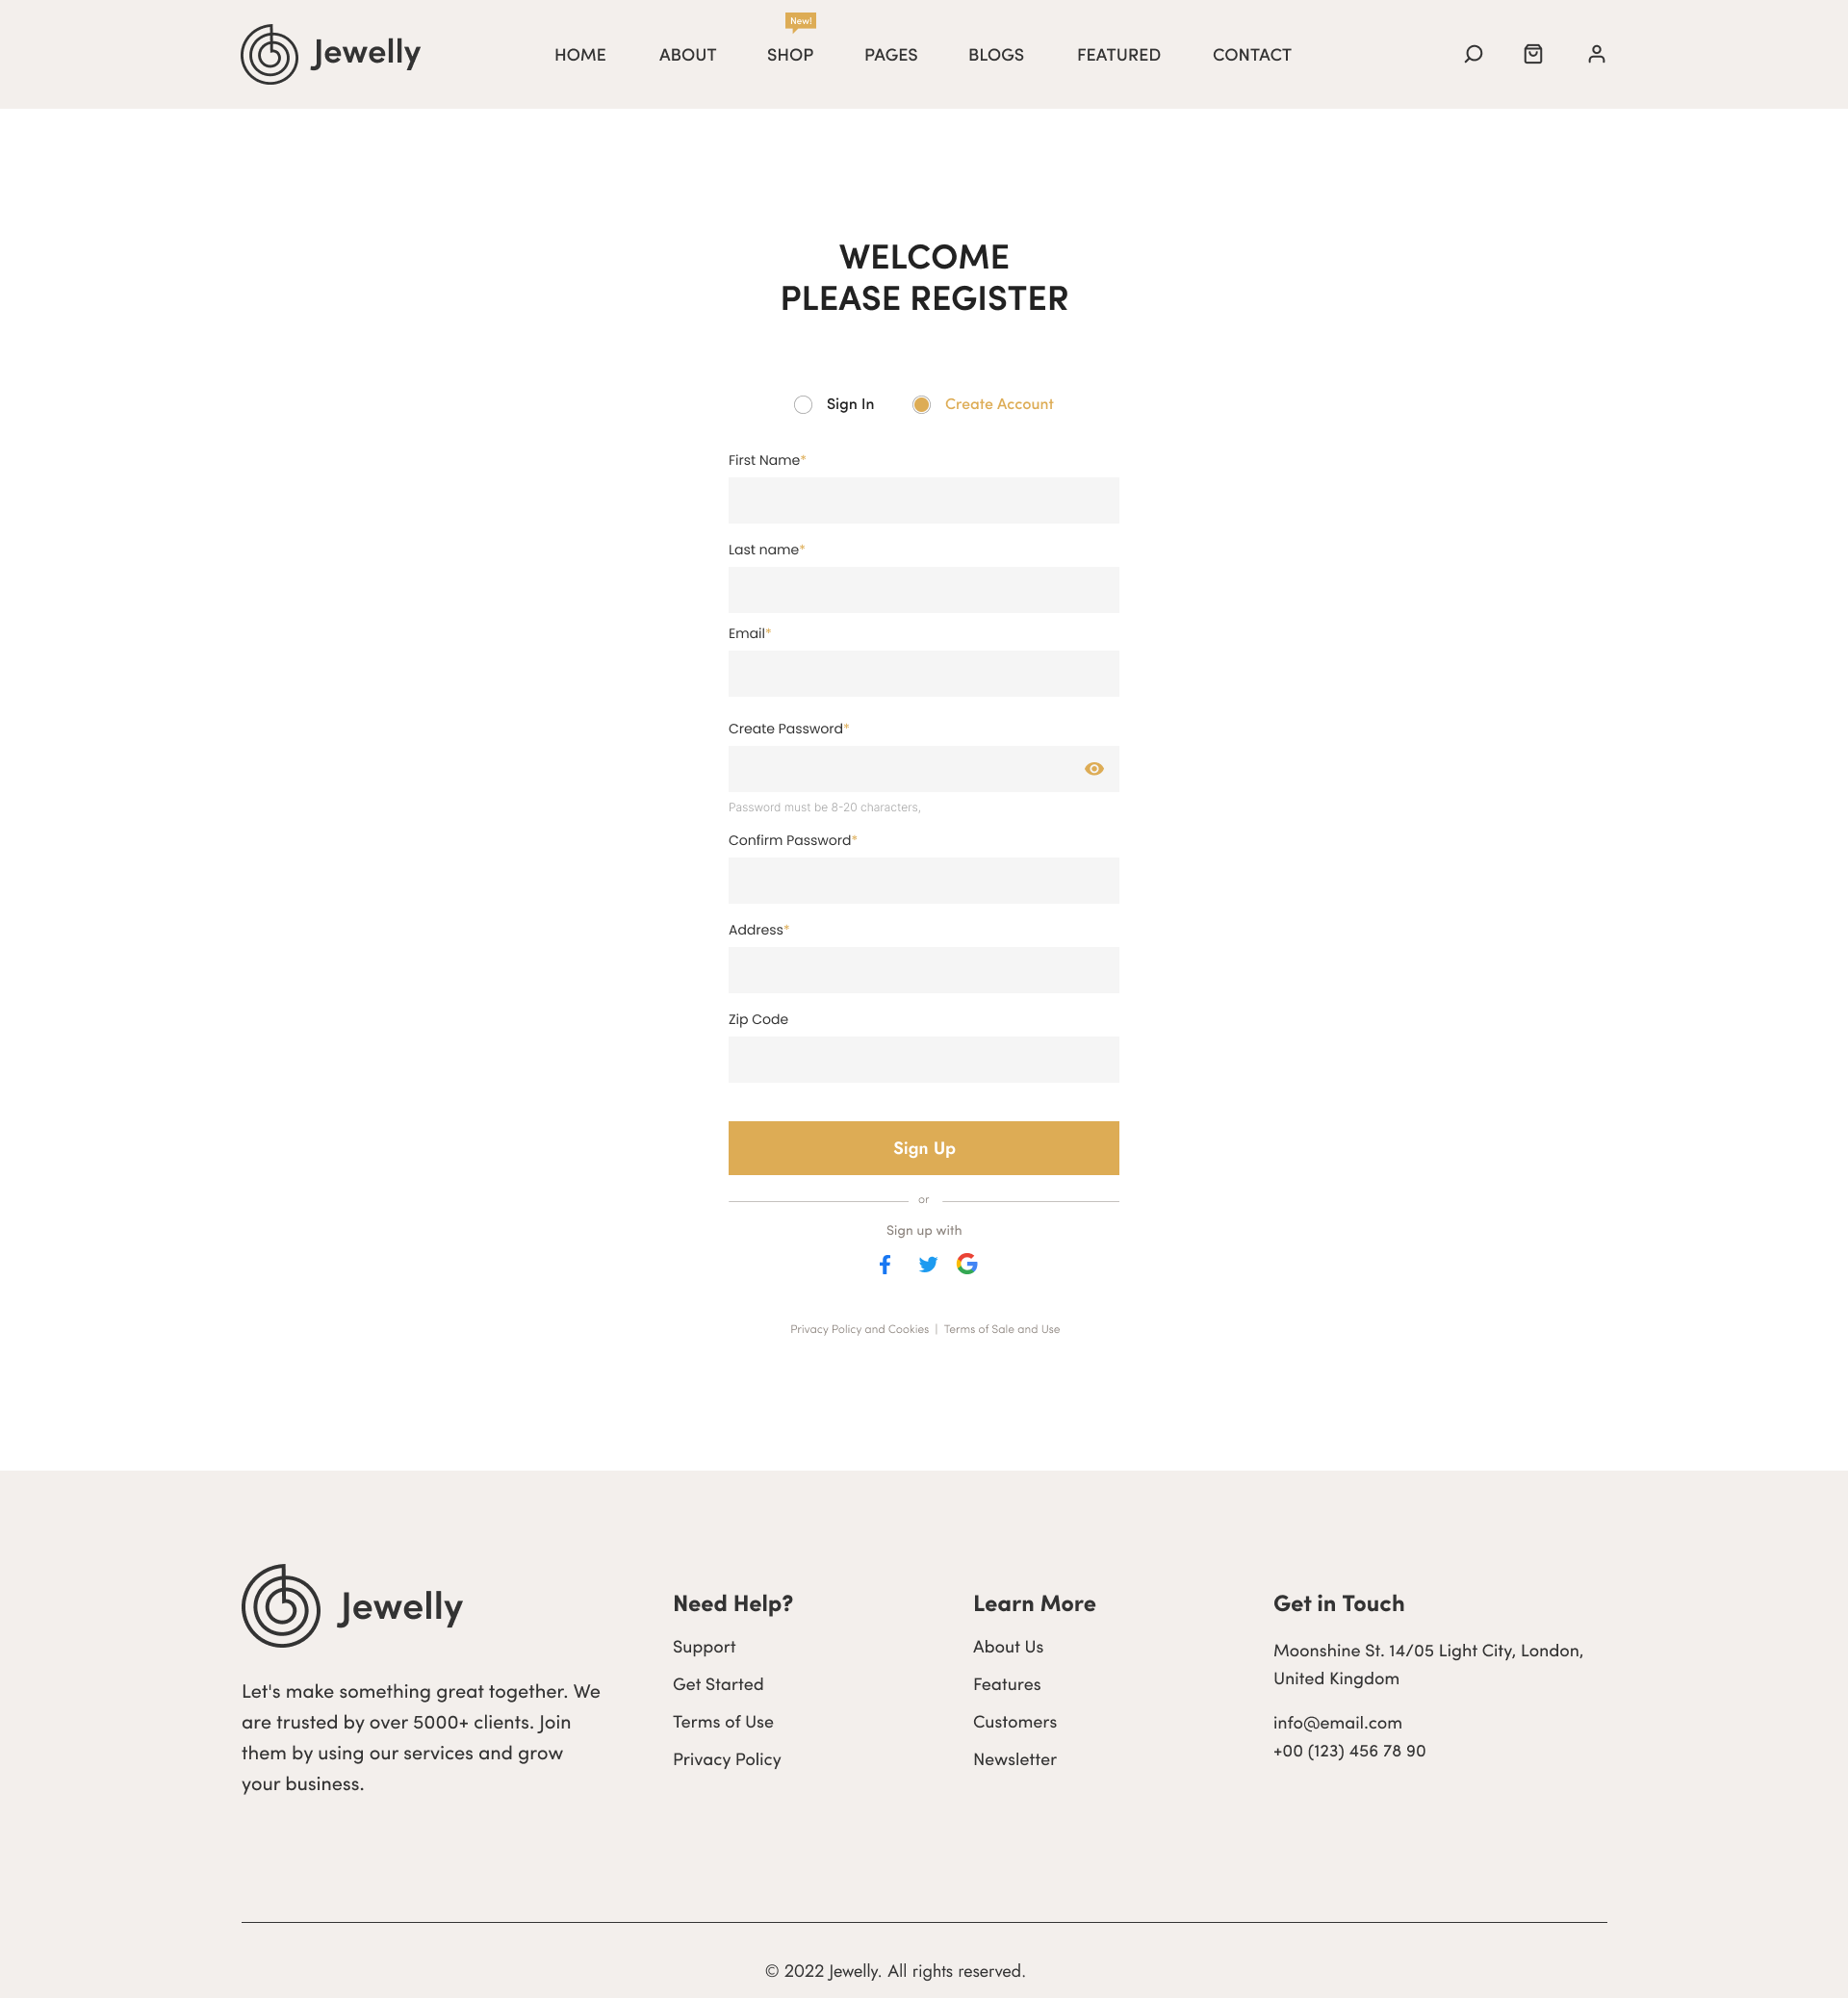 Jewelly
HOME ABOUT SHOP PAGES BLOGS FEATURED CONTACT
New!
WELCOME
PLEASE REGISTER
Sign In Create Account
First Name*
Last name*
Email*
Create Password*
Password must be 8-20 characters,
Confirm Password*
Address*
Zip Code
Sign Up
or
Sign up with
Privacy Policy and Cookies | Terms of Sale and Use
Jewelly
Let's make something great together. We
are trusted by over 5000+ clients. Join
them by using our services and grow
your business.
Need Help?
Support
Get Started
Terms of Use
Privacy Policy
Learn More
About Us
Features
Customers
Newsletter
Get in Touch
Moonshine St. 14/05 Light City, London,
United Kingdom
info@email.com
+00 (123) 456 78 90
© 2022 Jewelly. All rights reserved.